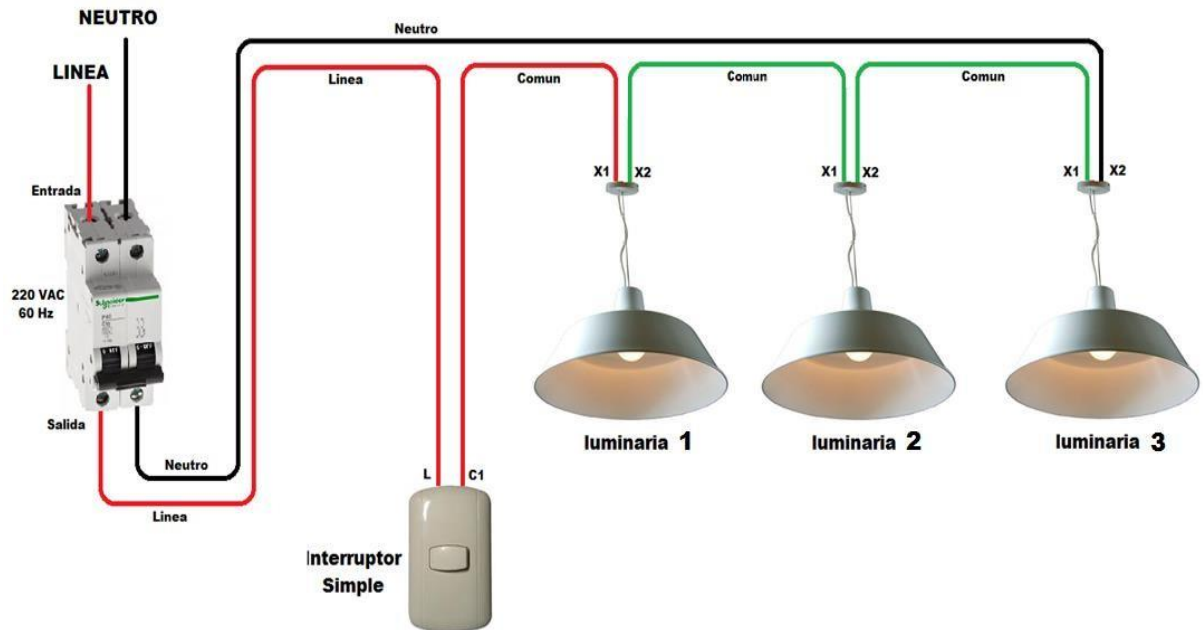 NEUTRO
Neutro
LINEA
Linea
Comun
Comun
Comun
Entrada
X1
X2
X1
X2
X1
X2
220 VAC
60 Hz
Schneider
Salida
luminaria 1
luminaria 2
luminaria 3
Neutro
L
C1
Linea
Interruptor
Simple